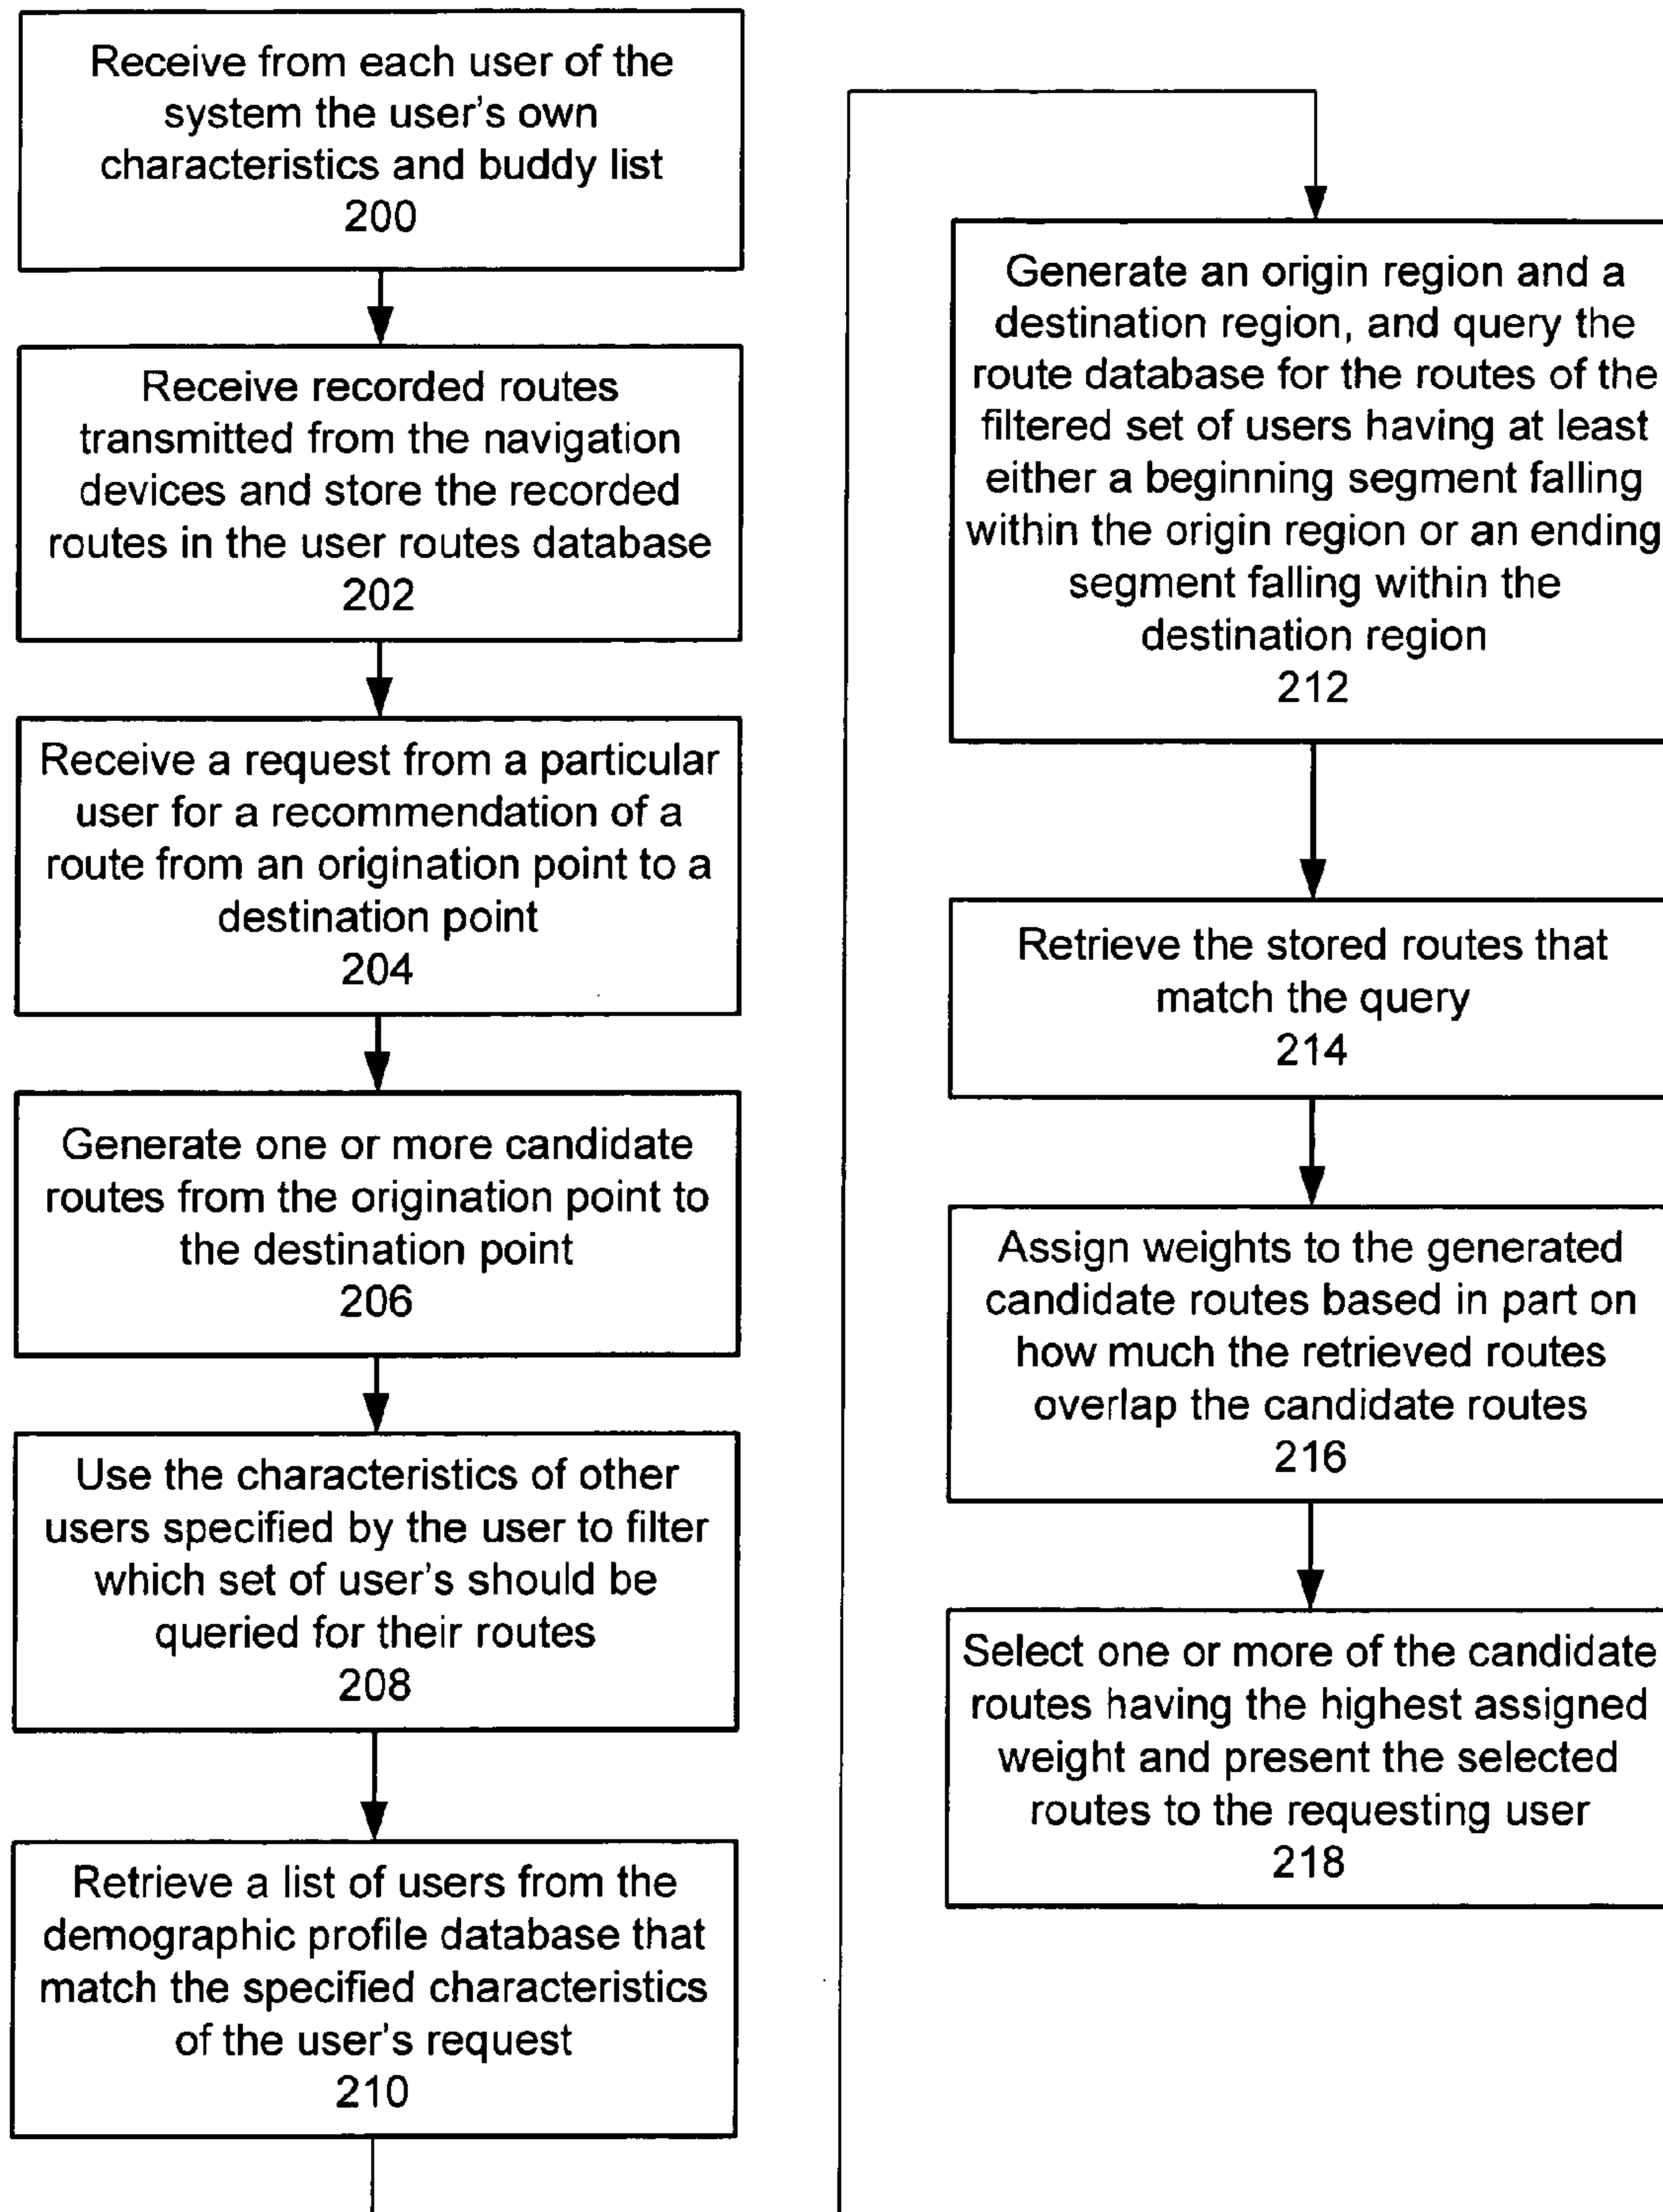 Receive from each user of the
system the user's own
characteristics and buddy list
200
Receive recorded routes
transmitted from the navigation
devices and store the recorded
routes in the user routes database
202
Receive a request from a particular
user for a recommendation of a
route from an origination point to a
destination point
204
Generate one or more candidate
routes from the origination point to
the destination point
206
Use the characteristics of other
users specified by the user to filter
which set of user's should be
queried for their routes
208
Retrieve a list of users from the
demographic profile database that
match the specified characteristics
of the user's request
210
Generate an origin region and a
destination region, and query the
route database for the routes of the
filtered set of users having at least
either a beginning segment falling
within the origin region or an ending
segment falling within the
destination region
212
Retrieve the stored routes that
match the query
214
Assign weights to the generated
candidate routes based in part on
how much the retrieved routes
overlap the candidate routes
216
Select one or more of the candidate
routes having the highest assigned
weight and present the selected
routes to the requesting user
218